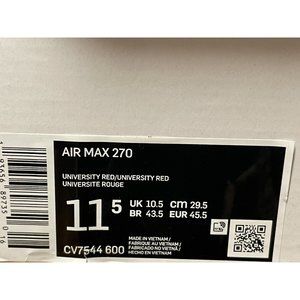 AIR MAX 270
UNIVERSITY RED/UNIVERSITY RED
UNIVERSITÉ ROUGE
11 5 UK 10.5 CM 29.5
BR 43.5 EUR 45.5
CV7544 600
MADE IN VIETNAM/
FABRIQUÉ AU VIETNAM/
FABRICADO NO VIETNÃ/
HECHO EN VIETNAM